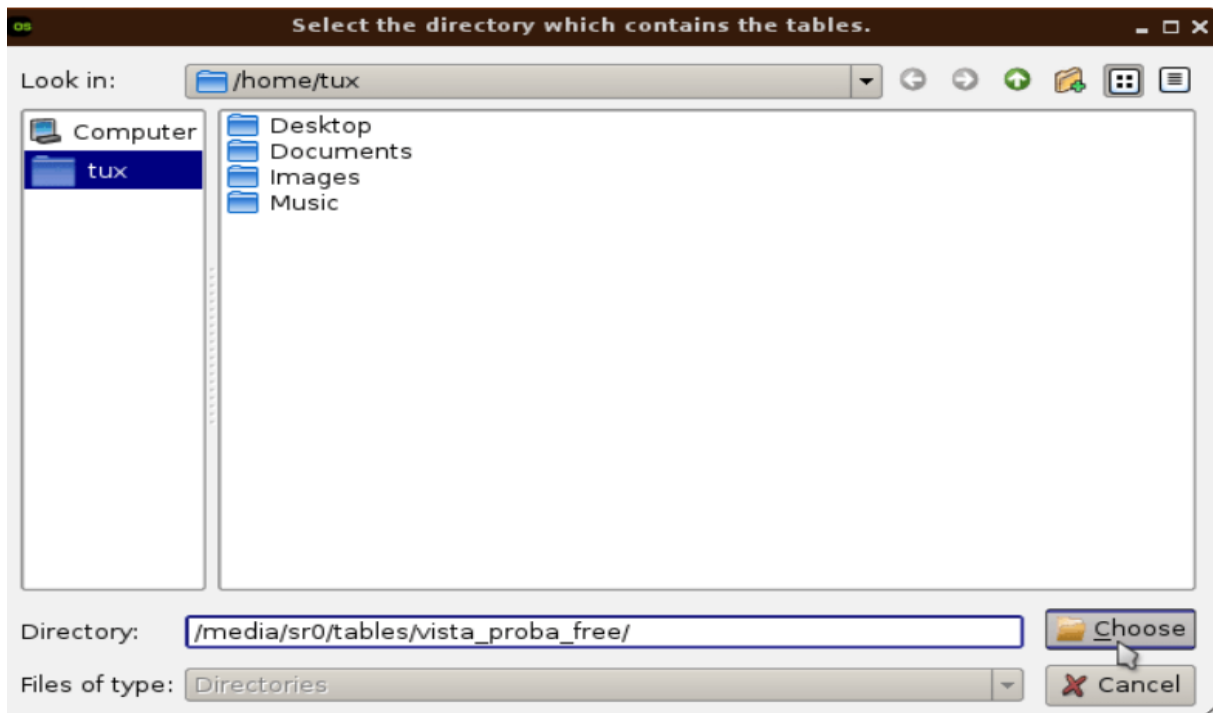 os Select the directory which contains the tables.
Look in: /home/tux
Computer
tux
Desktop
Documents
Images
Music
Directory: /media/sr0/tables/vista_proba_free/ Choose
Files of type: Directories Cancel